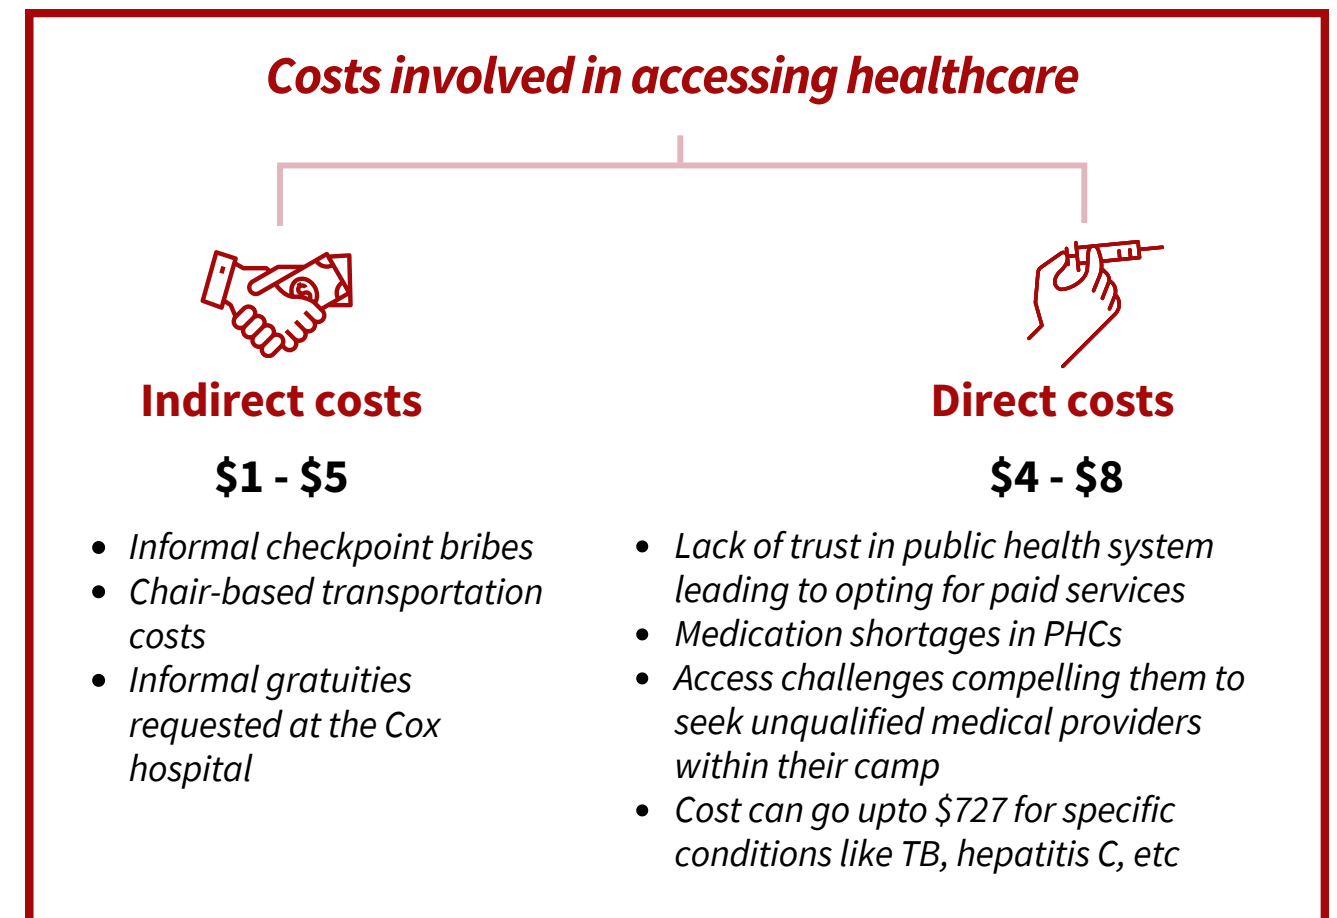 Costs involved in accessing healthcare
Indirect costs
$1 - $5
• Informal checkpoint bribes
• Chair-based transportation
costs
• Informal gratuities
requested at the Cox
hospital
Direct costs
$4 - $8
• Lack of trust in public health system
leading to opting for paid services
• Medication shortages in PHCs
• Access challenges compelling them to
seek unqualified medical providers
within their camp
• Cost can go upto $727 for specific
conditions like TB, hepatitis C, etc